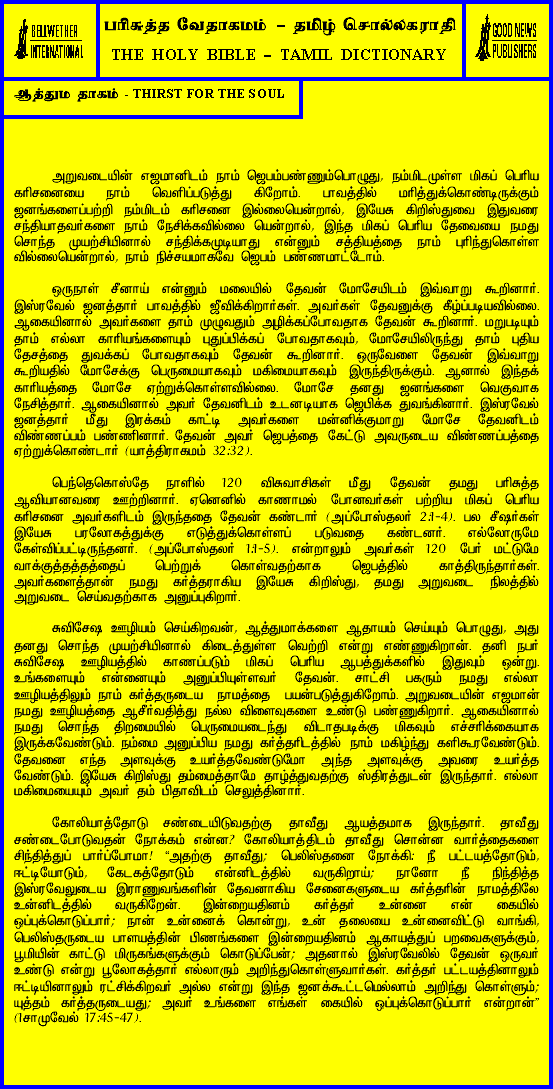 BELLWETHER
INTERNATIONAL
பரிசுத்த வேதாகமம் – தமிழ் சொல்லகராதி
THE HOLY BIBLE – TAMIL DICTIONARY
GOOD NEWS
PUBLISHERS
ஆத்தும தாகம் - THIRST FOR THE SOUL
அறுவடையின் எஜமானிடம் நாம் ஜெபம்பண்ணும்பொழுது, நம்மிடமுள்ள மிகப் பெரிய
கரிசனையை நாம் வெளிப்படுத்து கிறோம். பாவத்தில் மரித்துக்கொண்டிருக்கும்
ஜனங்களைப்பற்றி நம்மிடம் கரிசனை இல்லையென்றால், இயேசு கிறிஸ்துவை இதுவரை
சந்தியாதவர்களை நாம் நேசிக்கவில்லை யென்றால், இந்த மிகப் பெரிய தேவையை நமது
சொந்த முயற்சியினால் சந்திக்கமுடியாது என்னும் சத்தியத்தை நாம் புரிந்துகொள்ள
வில்லையென்றால், நாம் நிச்சயமாகவே ஜெபம் பண்ணமாட்டோம்.
ஒருநாள் சீனாய் என்னும் மலையில் தேவன் மோசேயிடம் இவ்வாறு கூறினார்.
இஸ்ரவேல் ஜனத்தார் பாவத்தில் ஜீவிக்கிறார்கள். அவர்கள் தேவனுக்கு கீழ்ப்படியவில்லை.
ஆகையினால் அவர்களை தாம் முழுவதும் அழிக்கப்போவதாக தேவன் கூறினார். மறுபடியும்
தாம் எல்லா காரியங்களையும் புதுப்பிக்கப் போவதாகவும், மோசேயிலிருந்து தாம் புதிய
தேசத்தை துவக்கப் போவதாகவும் தேவன் கூறினார். ஒருவேளை தேவன் இவ்வாறு
கூறியதில் மோசேக்கு பெருமையாகவும் மகிமையாகவும் இருந்திருக்கும். ஆனால் இந்தக்
காரியத்தை மோசே ஏற்றுக்கொள்ளவில்லை. மோசே தனது ஜனங்களை வெகுவாக
நேசித்தார். ஆகையினால் அவர் தேவனிடம் உடனடியாக ஜெபிக்க துவங்கினார். இஸ்ரவேல்
ஜனத்தார் மீது இரக்கம் காட்டி அவர்களை மன்னிக்குமாறு மோசே தேவனிடம்
விண்ணப்பம் பண்ணினார். தேவன் அவர் ஜெபத்தை கேட்டு அவருடைய விண்ணப்பத்தை
ஏற்றுக்கொண்டார் (யாத்திராகமம் 32:32).
பெந்தெகொஸ்தே நாளில் 120 விசுவாசிகள் மீது தேவன் தமது பரிசுத்த
ஆவியானவரை ஊற்றினார். ஏனெனில் காணாமல் போனவர்கள் பற்றிய மிகப் பெரிய
கரிசனை அவர்களிடம் இருந்ததை தேவன் கண்டார் (அப்போஸ்தலர் 2:1-4). பல சீஷர்கள்
இயேசு பரலோகத்துக்கு எடுத்துக்கொள்ளப் படுவதை கண்டனர். எல்லோருமே
கேள்விப்பட்டிருந்தனர். (அப்போஸ்தலர் 1:1-5). என்றாலும் அவர்கள் 120 பேர் மட்டுமே
வாக்குத்தத்தத்தைப் பெற்றுக் கொள்வதற்காக ஜெபத்தில் காத்திருந்தார்கள்.
அவர்களைத்தான் நமது கர்த்தராகிய இயேசு கிறிஸ்து, தமது அறுவடை நிலத்தில்
அறுவடை செய்வதற்காக அனுப்புகிறார்.
சுவிசேஷ ஊழியம் செய்கிறவன், ஆத்துமாக்களை ஆதாயம் செய்யும் பொழுது, அது
தனது சொந்த முயற்சியினால் கிடைத்துள்ள வெற்றி என்று எண்ணுகிறான். தனி நபர்
சுவிசேஷ ஊழியத்தில் காணப்படும் மிகப் பெரிய ஆபத்துக்களில் இதுவும் ஒன்று.
உங்களையும் என்னையும் அனுப்பியுள்ளவர் தேவன். சாட்சி பகரும் நமது எல்லா
ஊழியத்திலும் நாம் கர்த்தருடைய நாமத்தை பயன்படுத்துகிறோம். அறுவடையின் எஜமான்
நமது ஊழியத்தை ஆசீர்வதித்து நல்ல விளைவுகளை உண்டு பண்ணுகிறார். ஆகையினால்
நமது சொந்த திறமையில் பெருமையடைந்து விடாதபடிக்கு மிகவும் எச்சரிக்கையாக
இருக்கவேண்டும். நம்மை அனுப்பிய நமது கர்த்தரிடத்தில் நாம் மகிழ்ந்து களிகூரவேண்டும்.
தேவனை எந்த அளவுக்கு உயர்த்தவேண்டுமோ அந்த அளவுக்கு அவரை உயர்த்த
வேண்டும். இயேசு கிறிஸ்து தம்மைத்தாமே தாழ்த்துவதற்கு ஸ்திரத்துடன் இருந்தார். எல்லா
மகிமையையும் அவர் தம் பிதாவிடம் செலுத்தினார்.
கோலியாத்தோடு சண்டையிடுவதற்கு தாவீது ஆயத்தமாக இருந்தார். தாவீது
சண்டைபோடுவதன் நோக்கம் என்ன? கோலியாத்திடம் தாவீது சொன்ன வார்த்தைகளை
சிந்தித்துப் பார்ப்போமா! “அதற்கு தாவீது; பெலிஸ்தனை நோக்கி: நீ பட்டயத்தோடும்,
ஈட்டியோடும், கேடகத்தோடும் என்னிடத்தில் வருகிறாய்; நானோ நீ நிந்தித்த
இஸ்ரவேலுடைய இராணுவங்களின் தேவனாகிய சேனைகளுடைய கர்த்தரின் நாமத்திலே
உன்னிடத்தில் வருகிறேன். இன்றையதினம் கர்த்தர் உன்னை என் கையில்
ஒப்புக்கொடுப்பார்; நான் உன்னைக் கொன்று, உன் தலையை உன்னைவிட்டு வாங்கி,
பெலிஸ்தருடைய பாளயத்தின் பிணங்களை இன்றையதினம் ஆகாயத்துப் பறவைகளுக்கும்,
பூமியின் காட்டு மிருகங்களுக்கும் கொடுப்பேன்; அதனால் இஸ்ரவேலில் தேவன் ஒருவர்
உண்டு என்று பூலோகத்தார் எல்லாரும் அறிந்துகொள்ளுவார்கள். கர்த்தர் பட்டயத்தினாலும்
ஈட்டியினாலும் ரட்சிக்கிறவர் அல்ல என்று இந்த ஜனக்கூட்டமெல்லாம் அறிந்து கொள்ளும்;
யுத்தம் கர்த்தருடையது; அவர் உங்களை எங்கள் கையில் ஒப்புக்கொடுப்பார் என்றான்”
(1சாமுவேல் 17:45-47).